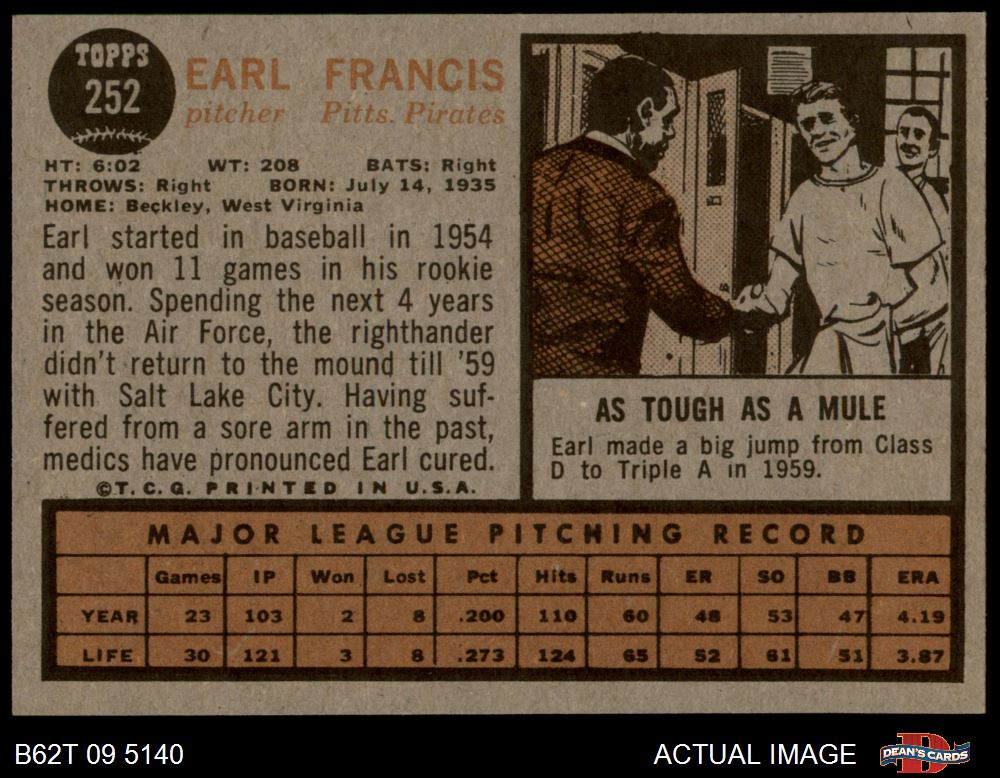 TOPPS
252
EARL FRANCIS
pitcher Pitts. Pirates
HT: 6:02 WT: 208 BATS: Right
THROWS: Right BORN: July 14, 1935
HOME: Beckley, West Virginia
Earl started in baseball in 1954
and won 11 games in his rookie
season. Spending the next 4 years
in the Air Force, the righthander
didn't return to the mound till '59
with Salt Lake City. Having suf-
fered from a sore arm in the past,
medics have pronounced Earl cured.
©T.C.G. PRINTED IN U.S.A.
AS TOUGH AS A MULE
Earl made a big jump from Class
D to Triple A in 1959.
MAJOR LEAGUE PITCHING RECORD
Games IP Won Lost Pct Hits Runs ER SO BB ERA
YEAR 23 103 2 8 .200 110 60 48 53 47 4.19
LIFE 30 121 3 8 .273 124 65 52 61 51 3.87
B62T 09 5140 ACTUAL IMAGE DEAN'S CARDS